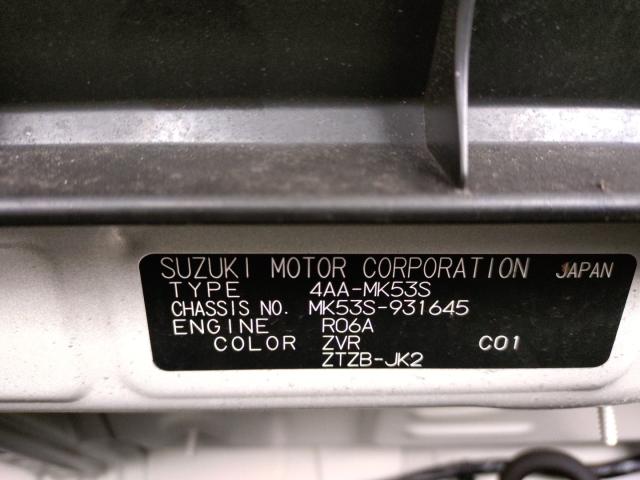 SUZUKI MOTOR CORPORATION JAPAN
TYPE 4AA-MK53S
CHASSIS NO. MK53S-931645
ENGINE R06A
COLOR ZVR C01
ZTZB-JK2